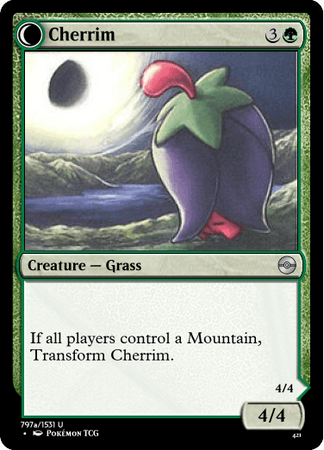 Cherrim 3
Creature — Grass
If all players control a Mountain,
Transform Cherrim.
4/4
4/4
797a/1531 U
• Pokémon TCG
421